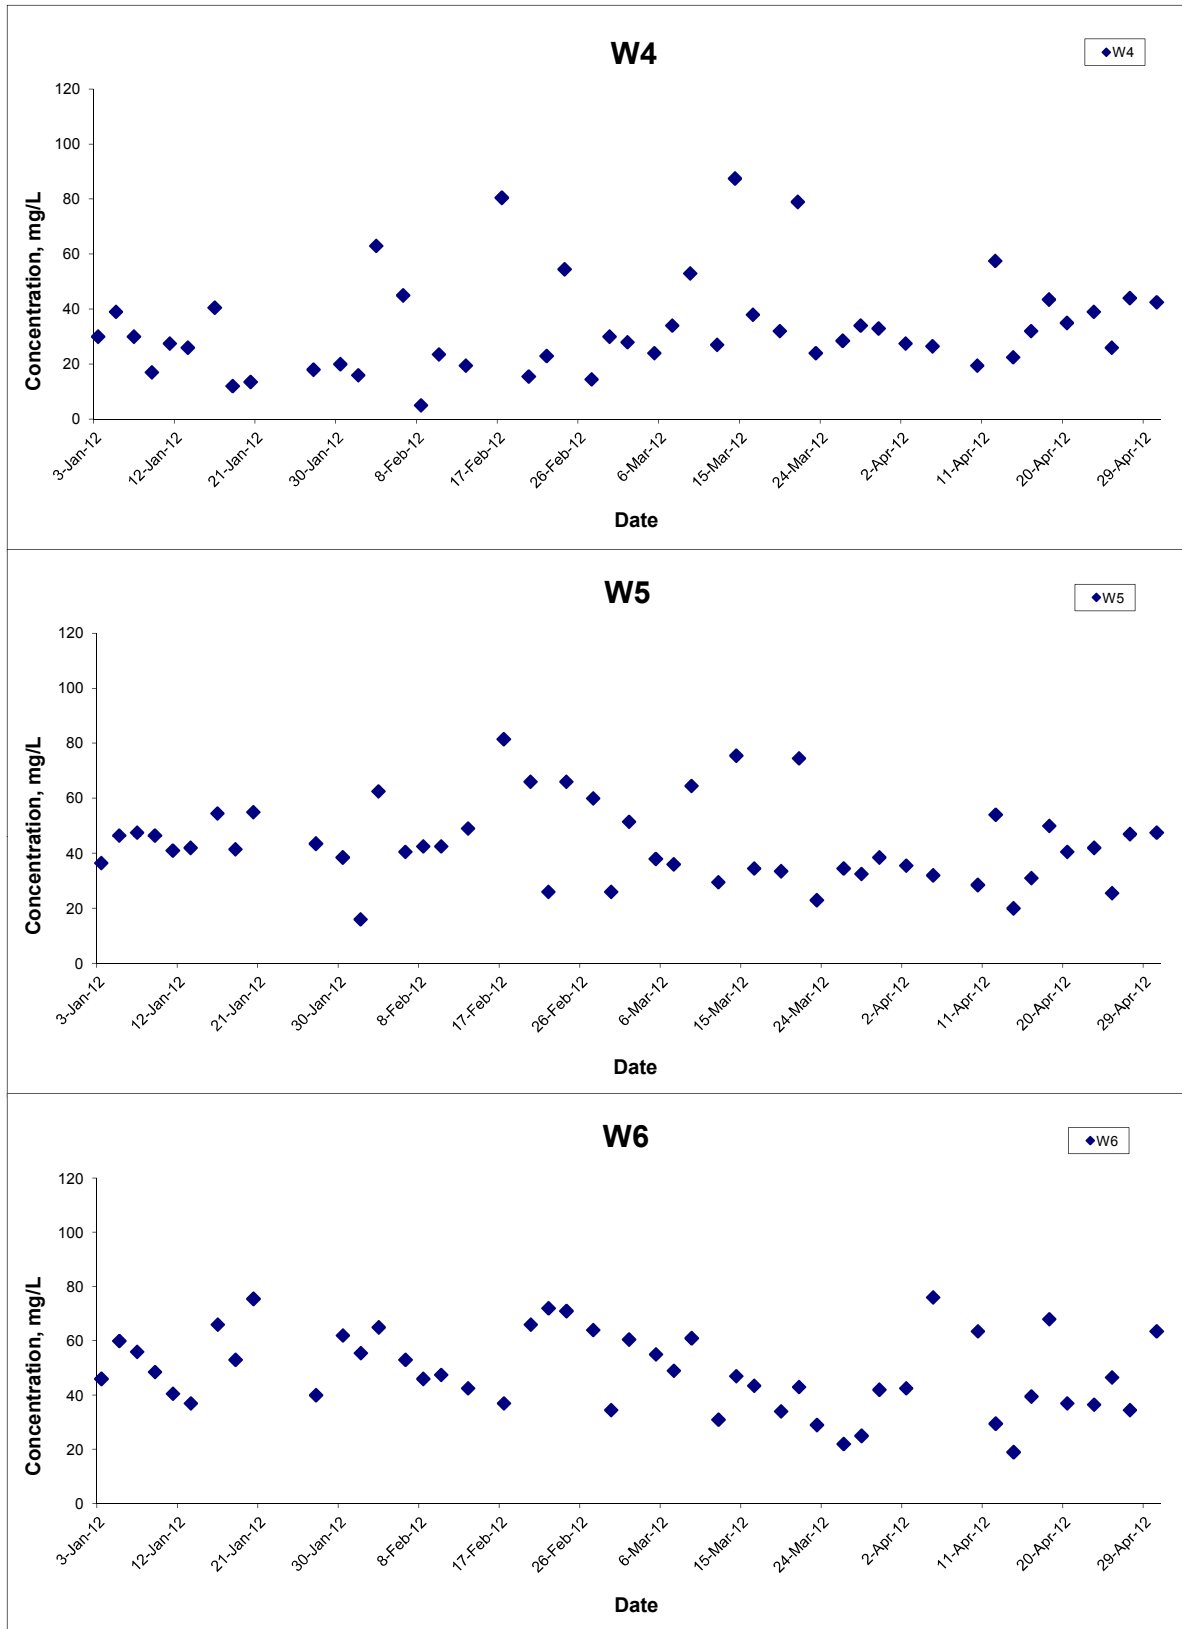 W4
W4
120
100
80
60
40
20
0
Concentration, mg/L
3-Jan-12
12-Jan-12
21-Jan-12
30-Jan-12
8-Feb-12
17-Feb-12
26-Feb-12
6-Mar-12
15-Mar-12
24-Mar-12
2-Apr-12
11-Apr-12
20-Apr-12
29-Apr-12
Date
W5
W5
120
100
80
60
40
20
0
Concentration, mg/L
3-Jan-12
12-Jan-12
21-Jan-12
30-Jan-12
8-Feb-12
17-Feb-12
26-Feb-12
6-Mar-12
15-Mar-12
24-Mar-12
2-Apr-12
11-Apr-12
20-Apr-12
29-Apr-12
Date
W6
W6
120
100
80
60
40
20
0
Concentration, mg/L
3-Jan-12
12-Jan-12
21-Jan-12
30-Jan-12
8-Feb-12
17-Feb-12
26-Feb-12
6-Mar-12
15-Mar-12
24-Mar-12
2-Apr-12
11-Apr-12
20-Apr-12
29-Apr-12
Date